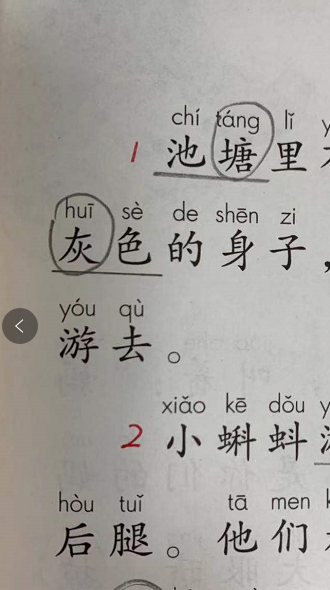 chí táng lǐ
1 池塘里
huī sè de shēn zi
灰色的身子，
yóu qù
游去。
xiǎo kē dǒu
2 小蝌蚪
hòu tuǐ tā men
后腿。他们